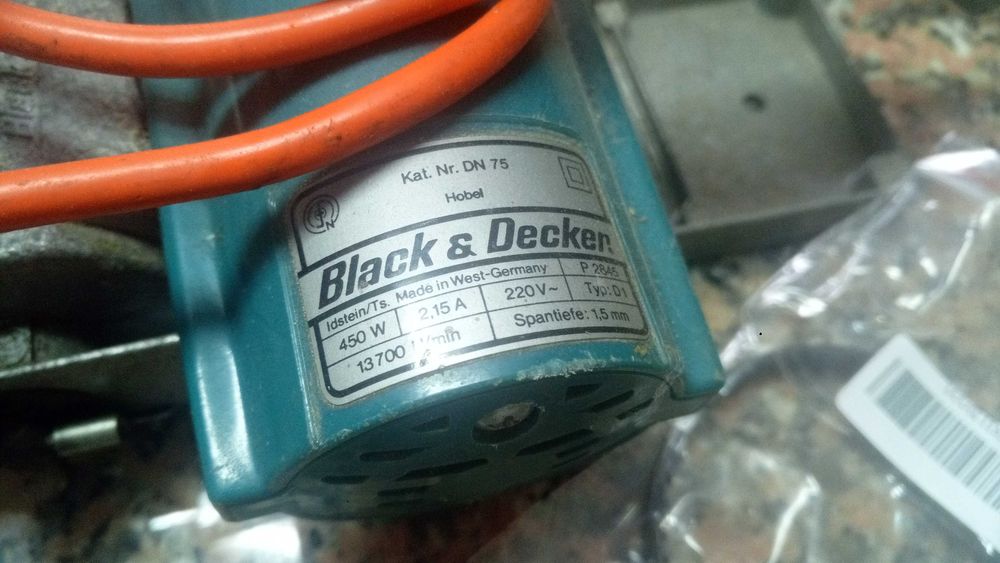 Kat. Nr. DN 75
Hobel
Black & Decker
Idstein/Ts. Made in West-Germany P 2845
450 W 2,15 A 220V~ Typ: D1
13700 /min Spantiefe: 1,5 mm